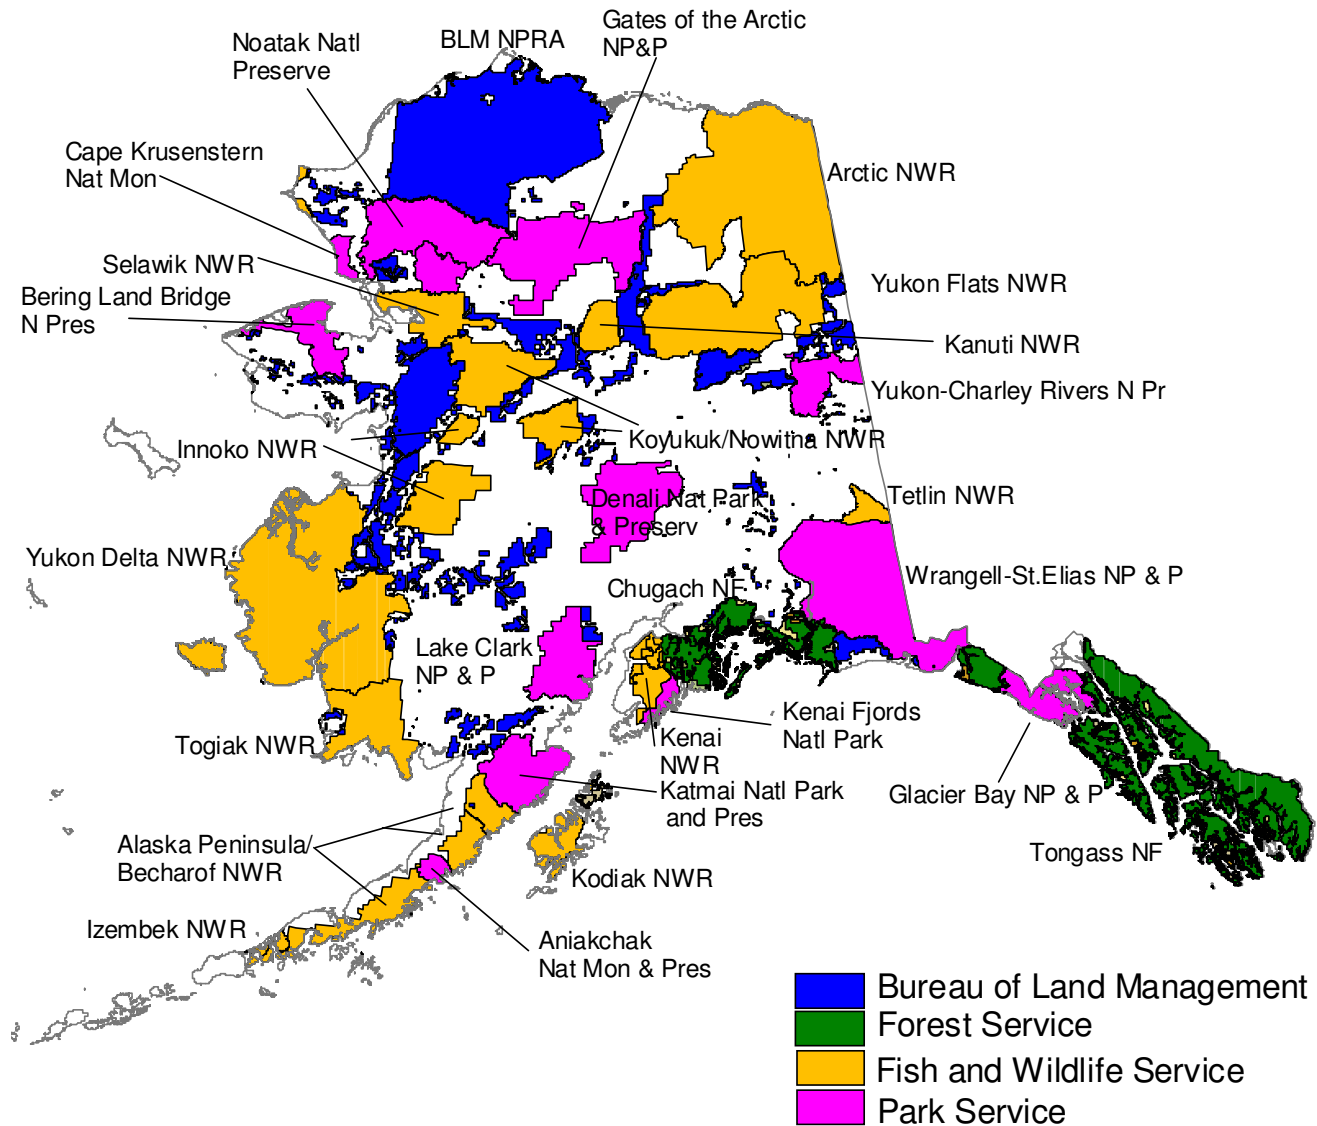 Gates of the Arctic
NP&P
BLM NPRA
Noatak Natl
Preserve
Cape Krusenstern
Nat Mon
Arctic NWR
Selawik NWR
Yukon Flats NWR
Bering Land Bridge
N Pres
Kanuti NWR
Yukon-Charley Rivers N Pr
Koyukuk/Nowitna NWR
Innoko NWR
Denali Nat Park
& Preserv
Tetlin NWR
Yukon Delta NWR
Wrangell-St.Elias NP & P
Chugach NF
Lake Clark
NP & P
Kenai Fjords
Natl Park
Togiak NWR
Kenai
NWR
Katmai Natl Park
and Pres
Glacier Bay NP & P
Alaska Peninsula/
Becharof NWR
Tongass NF
Kodiak NWR
Izembek NWR
Aniakchak
Nat Mon & Pres
Bureau of Land Management
Forest Service
Fish and Wildlife Service
Park Service